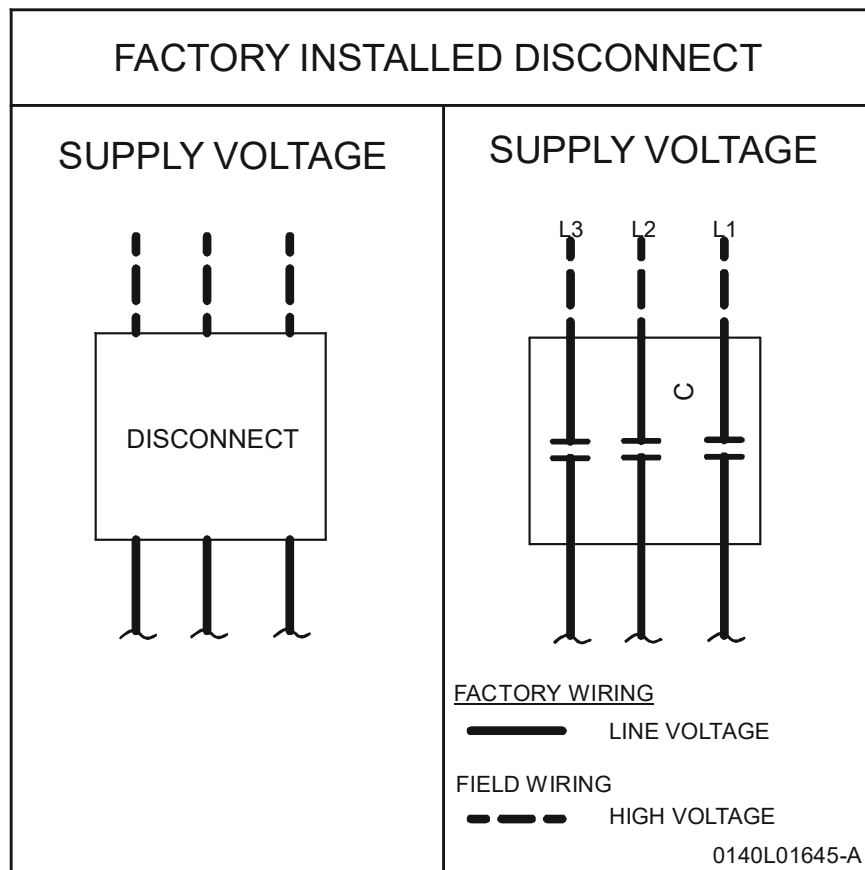 FACTORY INSTALLED DISCONNECT
SUPPLY VOLTAGE
DISCONNECT
SUPPLY VOLTAGE
L3 L2 L1
C
FACTORY WIRING
LINE VOLTAGE
FIELD WIRING
HIGH VOLTAGE
0140L01645-A